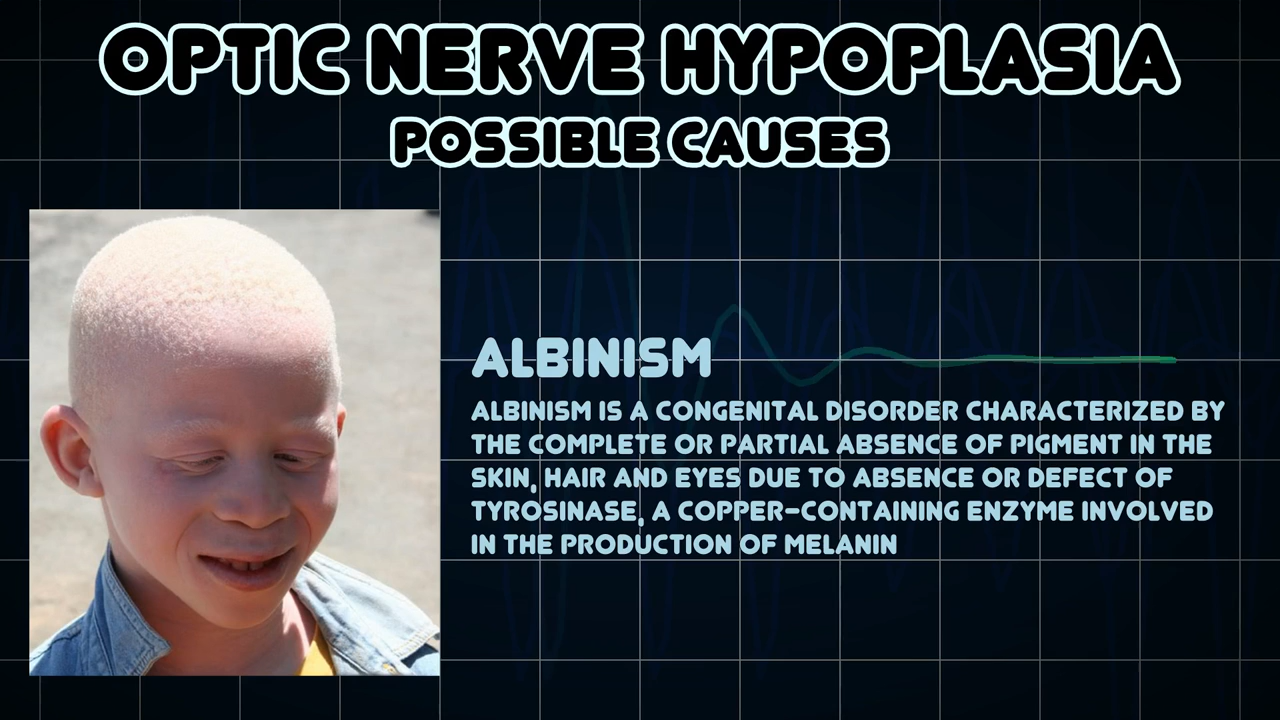 OPTIC NERVE HYPOPLASIA
POSSIBLE CAUSES
ALBINISM
ALBINISM IS A CONGENITAL DISORDER CHARACTERIZED BY
THE COMPLETE OR PARTIAL ABSENCE OF PIGMENT IN THE
SKIN, HAIR AND EYES DUE TO ABSENCE OR DEFECT OF
TYROSINASE, A COPPER-CONTAINING ENZYME INVOLVED
IN THE PRODUCTION OF MELANIN